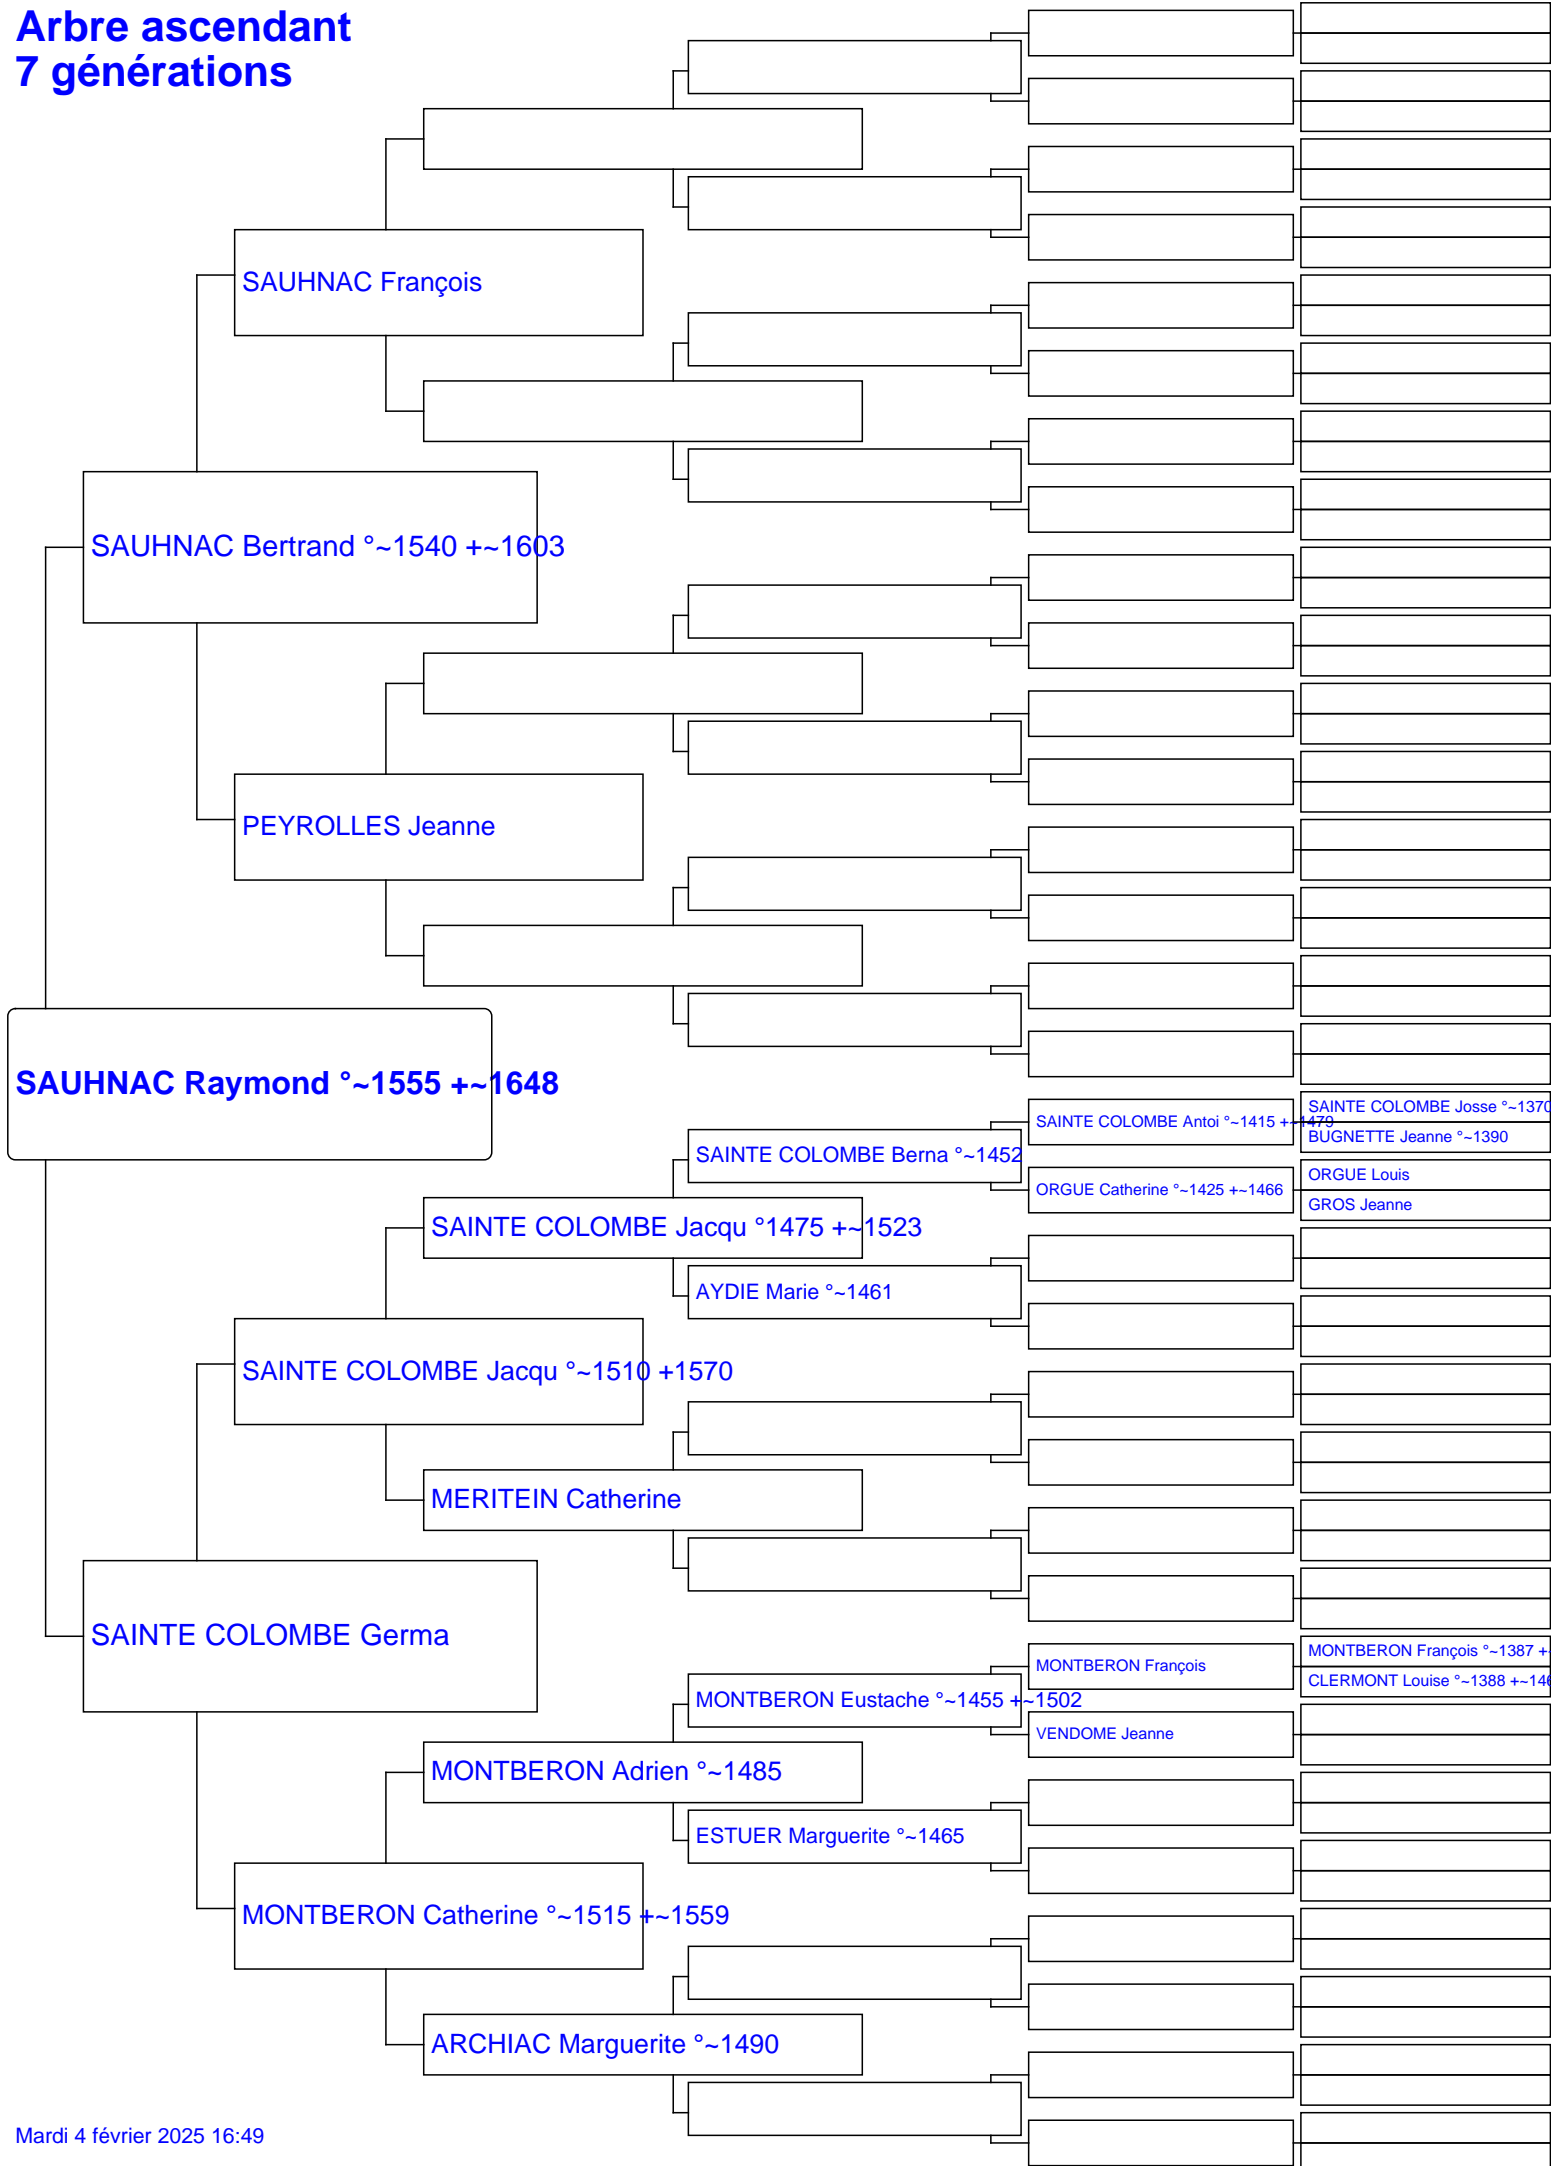 Arbre ascendant
7 générations
SAUHNAC François
SAUHNAC Bertrand °~1540 +~1603
PEYROLLES Jeanne
SAUHNAC Raymond °~1555 +~1648
SAINTE COLOMBE Josse °~1370
SAINTE COLOMBE Antoi °~1415 +~1479
BUGNETTE Jeanne °~1390
SAINTE COLOMBE Berna °~1452
ORGUE Louis
ORGUE Catherine °~1425 +~1466
GROS Jeanne
SAINTE COLOMBE Jacqu °1475 +~1523
AYDIE Marie °~1461
SAINTE COLOMBE Jacqu °~1510 +1570
MERITEIN Catherine
SAINTE COLOMBE Germa
MONTBERON François °~1387 +
MONTBERON François
CLERMONT Louise °~1388 +~14
MONTBERON Eustache °~1455 +~1502
VENDOME Jeanne
MONTBERON Adrien °~1485
ESTUER Marguerite °~1465
MONTBERON Catherine °~1515 +~1559
ARCHIAC Marguerite °~1490
Mardi 4 février 2025 16:49